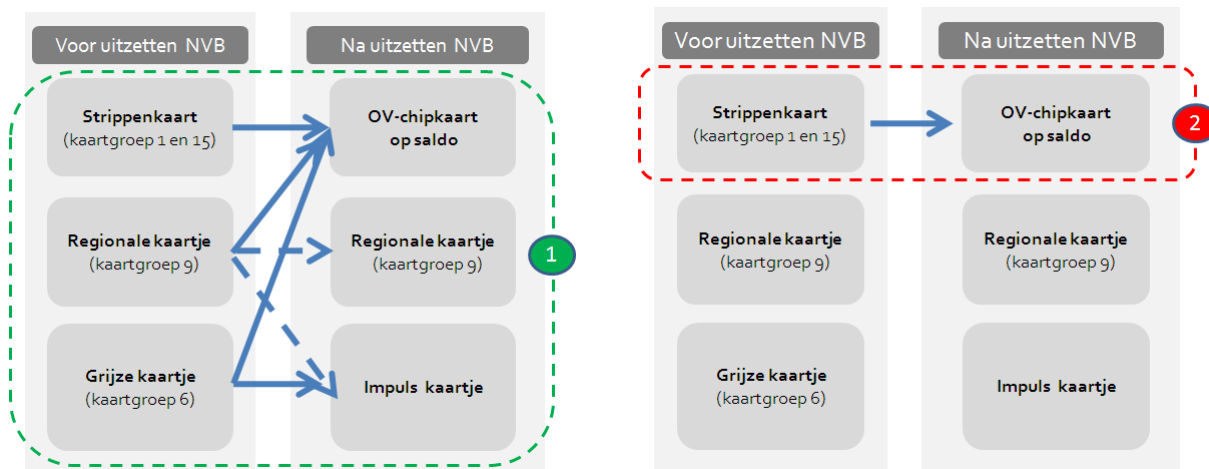 Voor uitzetten NVB
Na uitzetten NVB
Strippenkaart
(kaartgroep 1 en 15)
OV-chipkaart
op saldo
Regionale kaartje
(kaartgroep 9)
Regionale kaartje
(kaartgroep 9)
1
Grijze kaartje
(kaartgroep 6)
Impuls kaartje
Voor uitzetten NVB
Na uitzetten NVB
Strippenkaart
(kaartgroep 1 en 15)
OV-chipkaart
op saldo
2
Regionale kaartje
(kaartgroep 9)
Regionale kaartje
(kaartgroep 9)
Grijze kaartje
(kaartgroep 6)
Impuls kaartje